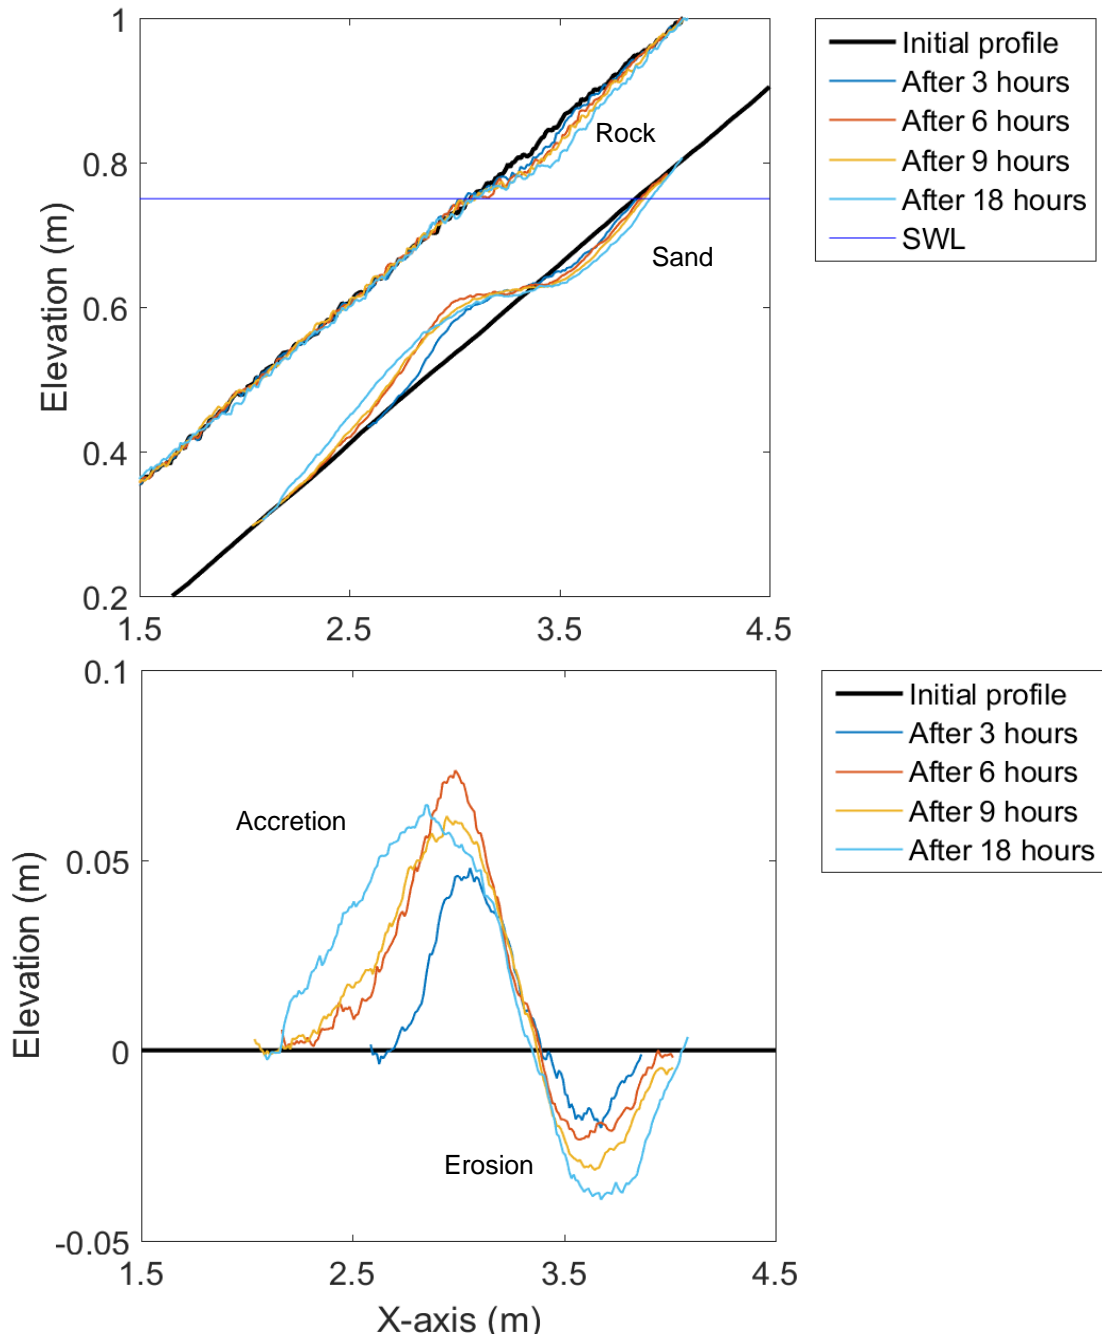 1
0.8
0.6
0.4
0.2
Elevation (m)
1.5
2.5
3.5
4.5
Rock
Sand
Initial profile
After 3 hours
After 6 hours
After 9 hours
After 18 hours
SWL
0.1
0.05
0
-0.05
Elevation (m)
1.5
2.5
3.5
4.5
X-axis (m)
Accretion
Erosion
Initial profile
After 3 hours
After 6 hours
After 9 hours
After 18 hours